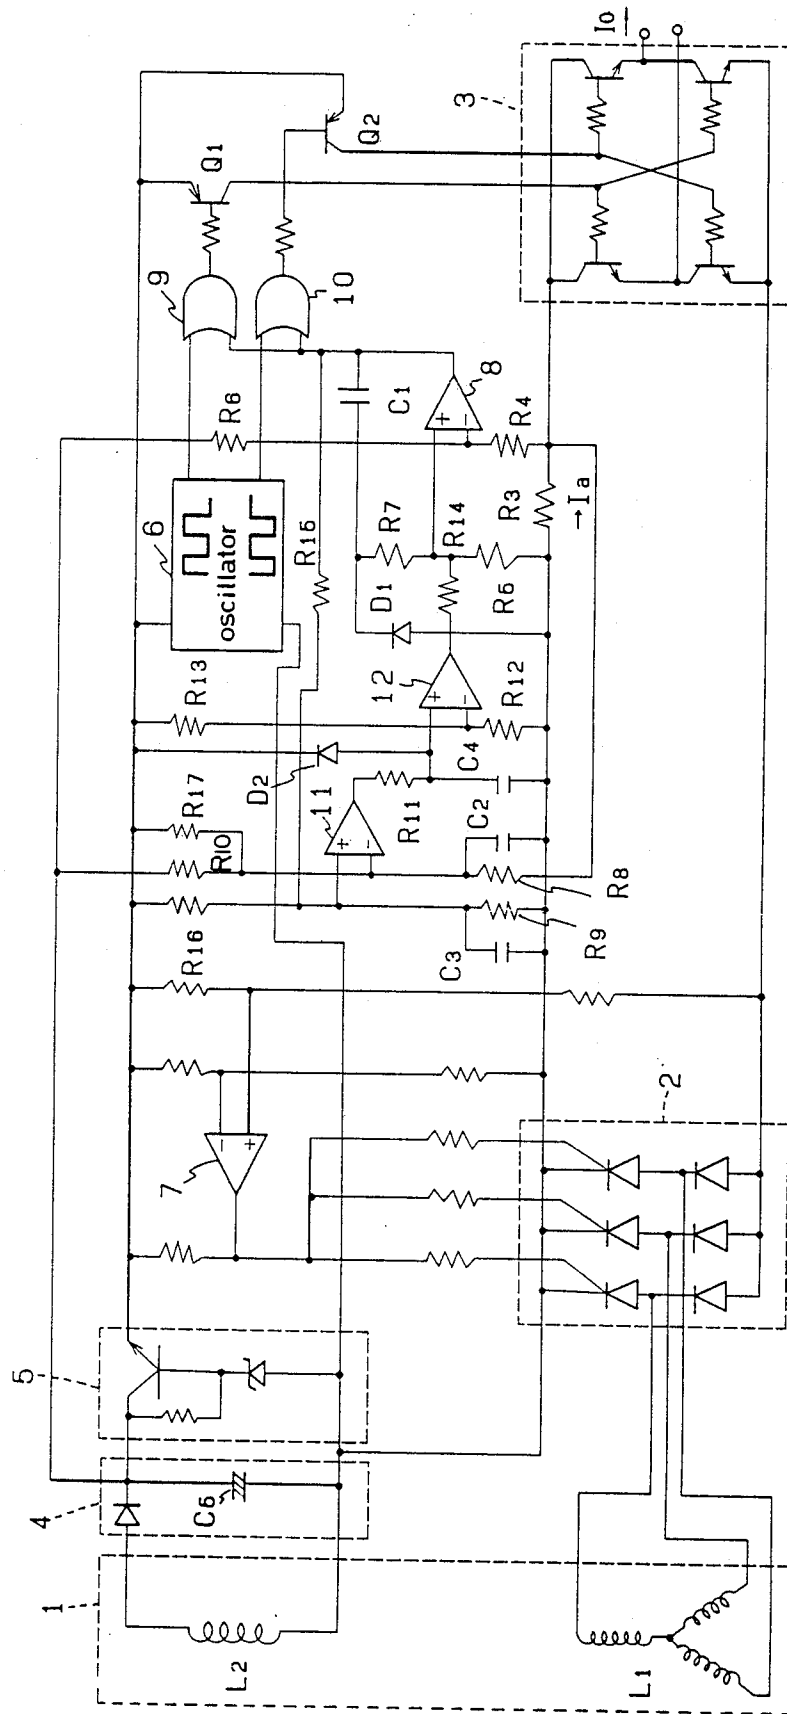 1
L2
L1
4
C5
5
7
2
R16
C3
R9
R8
R10
R17
D2
11
R11
C2
C4
R13
12
R12
6
oscillator
R15
D1
R7
R14
R6
R3
→Ia
R6
C1
8
R4
9
10
Q1
Q2
3
I0
+
-
+
-
+
-
-
+